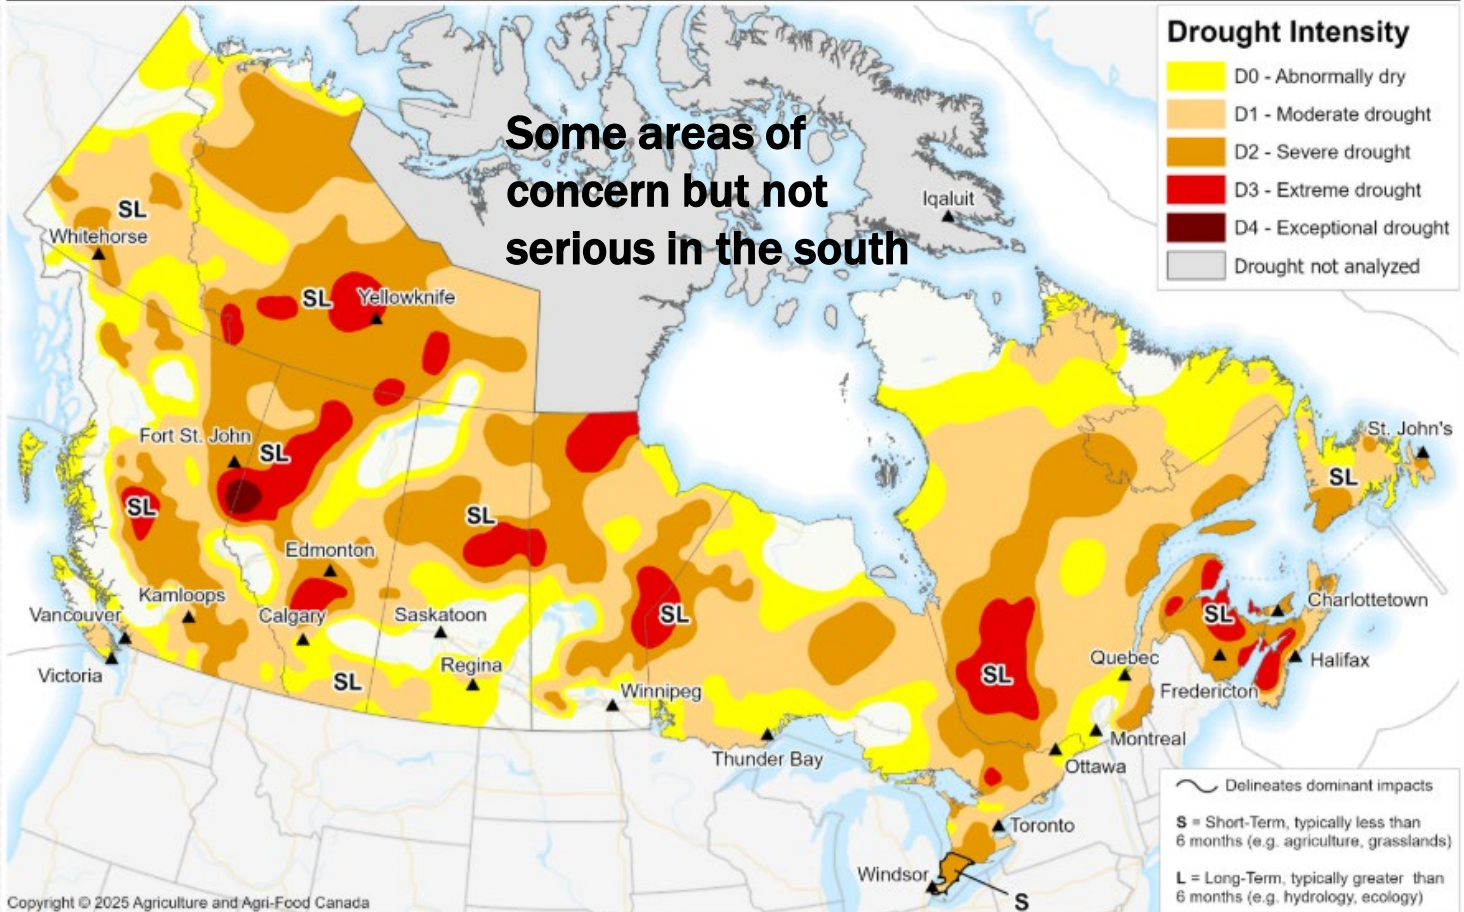 Drought Intensity
D0 - Abnormally dry
D1 - Moderate drought
D2 - Severe drought
D3 - Extreme drought
D4 - Exceptional drought
Drought not analyzed
Some areas of
concern but not
serious in the south
Iqaluit
SL
Whitehorse
SL
Yellowknife
Fort St. John
SL
St. John's
SL
SL
SL
Edmonton
Kamloops
Calgary
Saskatoon
SL
Charlottetown
SL
Vancouver
Victoria
Regina
SL
Quebec
Halifax
SL
Fredericton
Winnipeg
Montreal
Thunder Bay
Ottawa
Toronto
Windsor
S
Delineates dominant impacts
S = Short-Term, typically less than
6 months (e.g. agriculture, grasslands)
L = Long-Term, typically greater than
6 months (e.g. hydrology, ecology)
Copyright © 2025 Agriculture and Agri-Food Canada